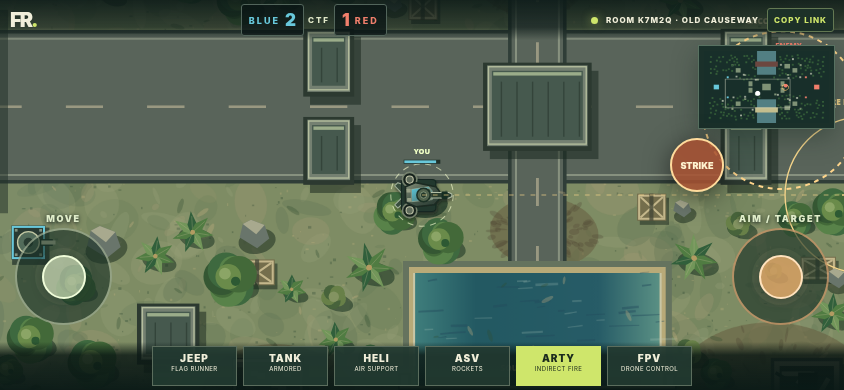 FR.
BLUE 2 CTF 1 RED
ROOM K7M2Q · OLD CAUSEWAY
COPY LINK
ENEMY
YOU
STRIKE
MOVE
AIM / TARGET
JEEP
FLAG RUNNER
TANK
ARMORED
HELI
AIR SUPPORT
ASV
ROCKETS
ARTY
INDIRECT FIRE
FPV
DRONE CONTROL